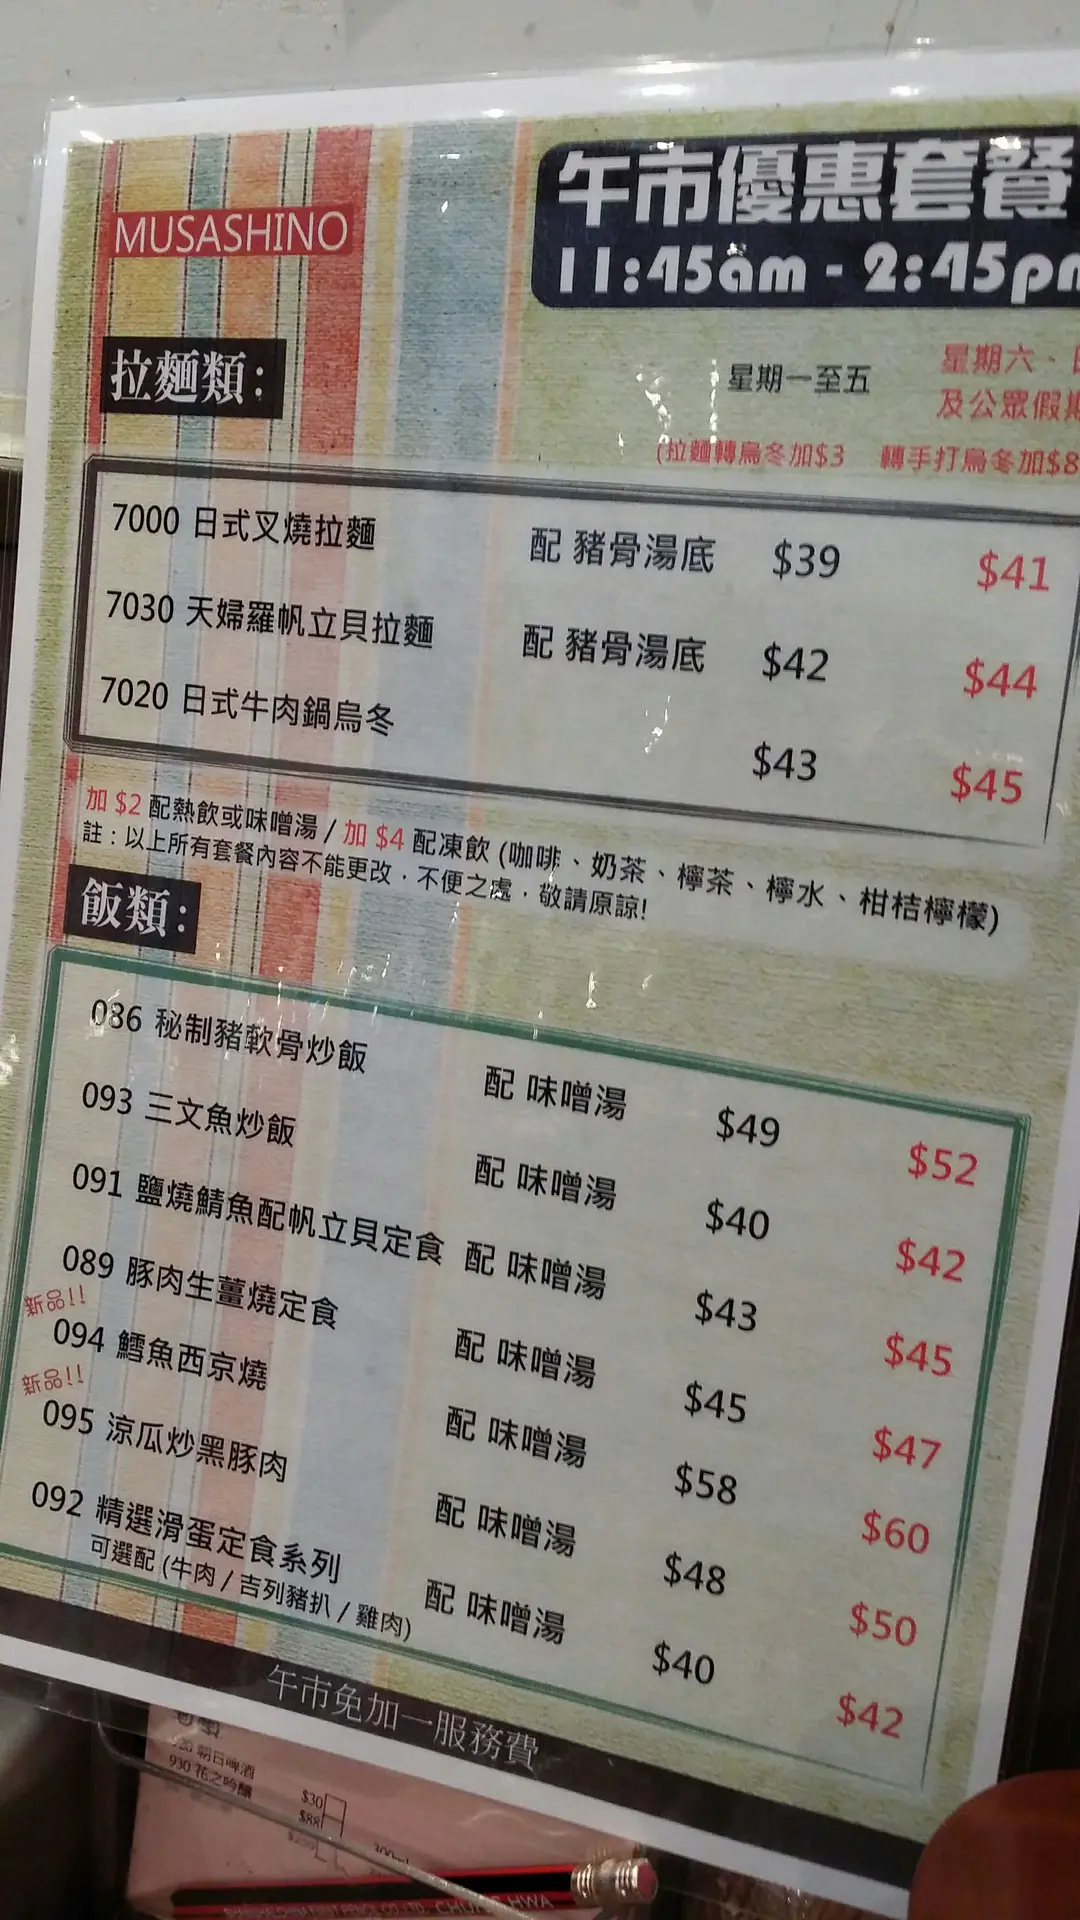 MUSASHINO
午市優惠套餐
11:45am - 2:45p
拉麵類:
星期一至五
星期六、
及公眾假期
(拉麵轉烏冬加$3 轉手打烏冬加$8
7000 日式叉燒拉麵 配 豬骨湯底 $39 $41
7030 天婦羅帆立貝拉麵 配 豬骨湯底 $42 $44
7020 日式牛肉鍋烏冬 $43 $45
加 $2 配熱飲或味噌湯 / 加 $4 配凍飲 (咖啡、奶茶、檸茶、檸水、柑桔檸檬)
註：以上所有套餐內容不能更改．不便之處．敬請原諒!
飯類:
086 秘制豬軟骨炒飯 配 味噌湯 $49 $52
093 三文魚炒飯 配 味噌湯 $40 $42
091 鹽燒鯖魚配帆立貝定食 配 味噌湯 $43 $45
089 豚肉生薑燒定食 配 味噌湯 $45 $47
新品!!
094 鱈魚西京燒 配 味噌湯 $58 $60
新品!!
095 涼瓜炒黑豚肉 配 味噌湯 $48 $50
092 精選滑蛋定食系列 配 味噌湯 $40 $42
可選配 (牛肉 / 吉列豬扒 / 雞肉)
午市免加一服務費
920 朝日啤酒 $30
930 花之吟釀 $88